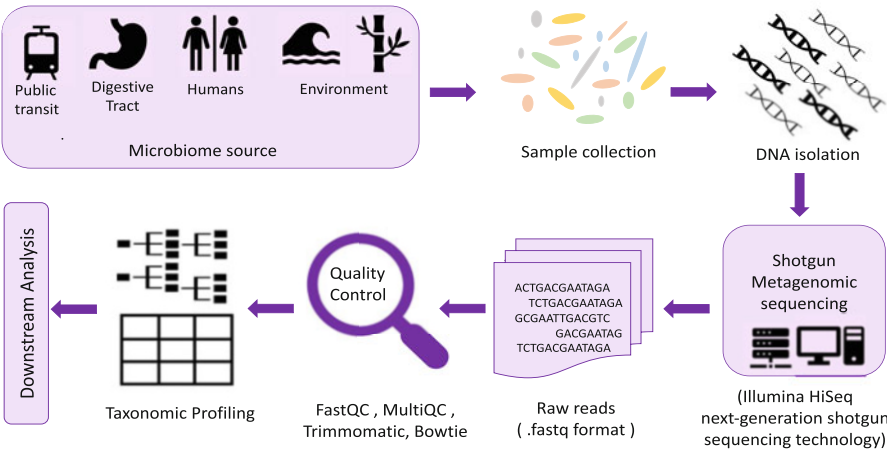 Public
transit
Digestive
Tract
Humans
Environment
Microbiome source
Sample collection
DNA isolation
Shotgun
Metagenomic
sequencing
(Illumina HiSeq
next-generation shotgun
sequencing technology)
ACTGACGAATAGA
TCTGACGAATAGA
GCGAATTGACGTC
GACGAATAG
TCTGACGAATAGA
Raw reads
( .fastq format )
Quality
Control
FastQC , MultiQC ,
Trimmomatic, Bowtie
Taxonomic Profiling
Downstream Analysis